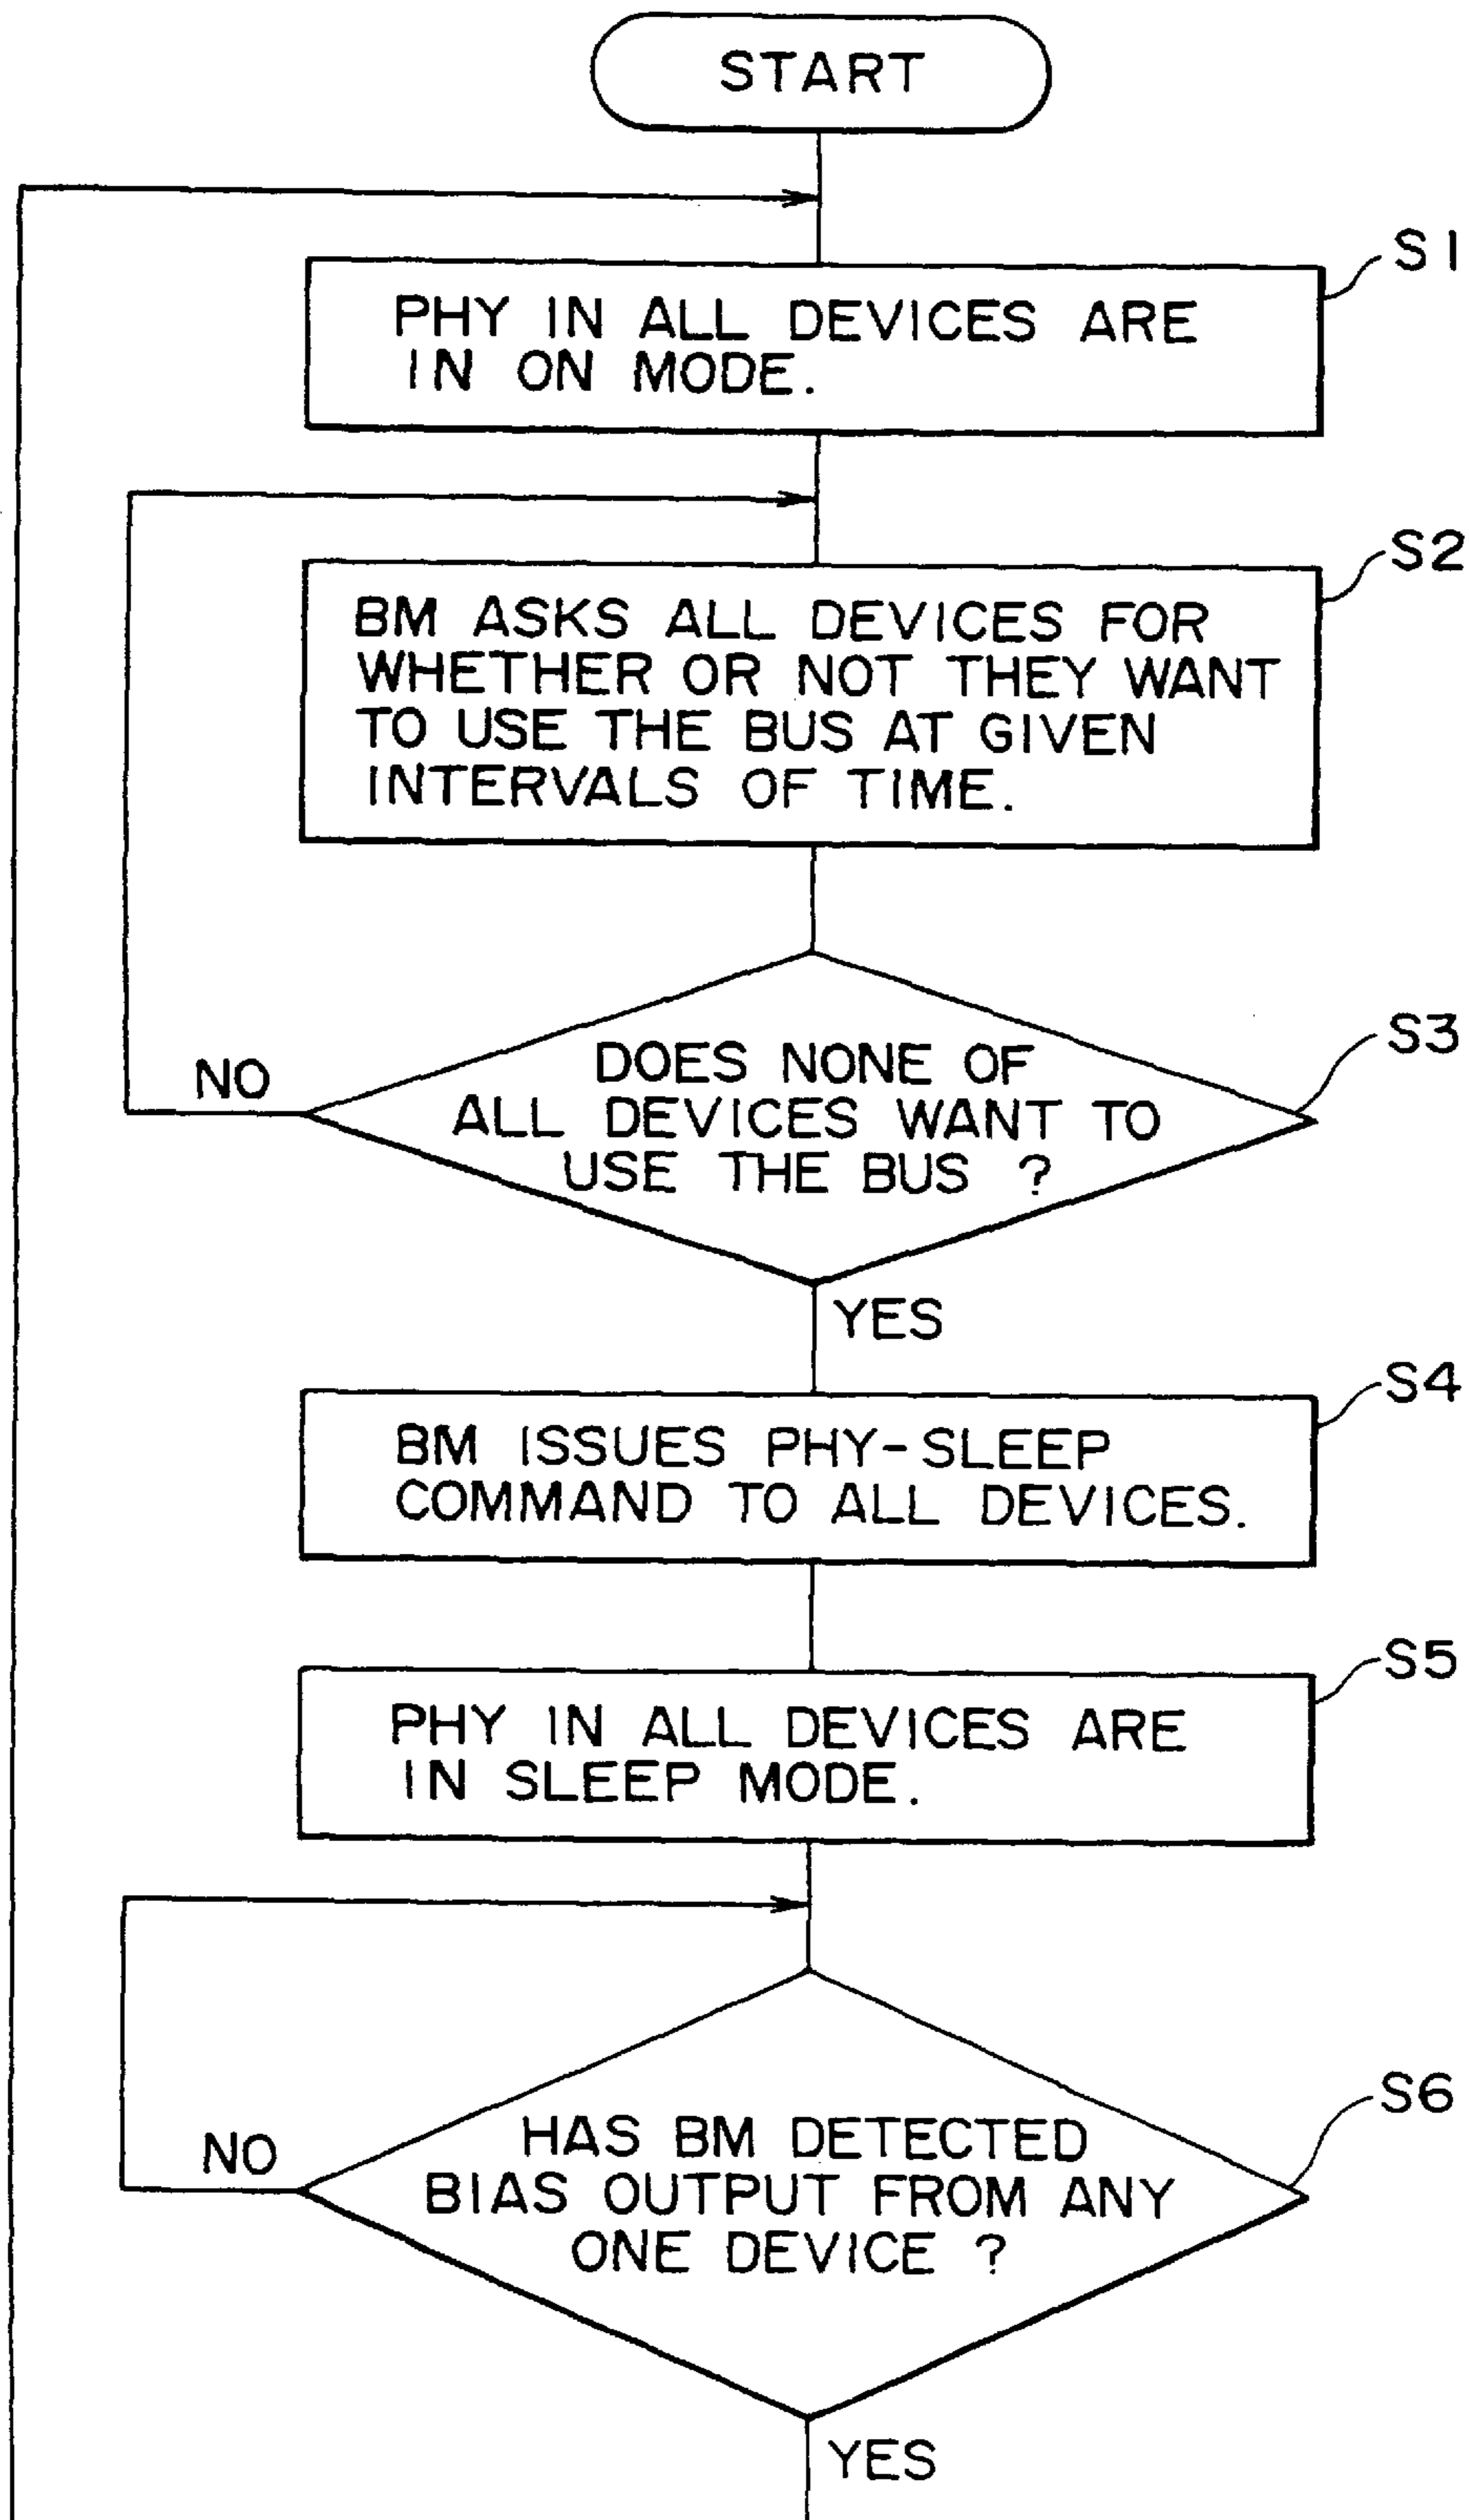 START
S1
PHY IN ALL DEVICES ARE
IN ON MODE.
S2
BM ASKS ALL DEVICES FOR
WHETHER OR NOT THEY WANT
TO USE THE BUS AT GIVEN
INTERVALS OF TIME.
S3
DOES NONE OF
ALL DEVICES WANT TO
USE THE BUS ?
NO
YES
S4
BM ISSUES PHY-SLEEP
COMMAND TO ALL DEVICES.
S5
PHY IN ALL DEVICES ARE
IN SLEEP MODE.
S6
HAS BM DETECTED
BIAS OUTPUT FROM ANY
ONE DEVICE ?
NO
YES